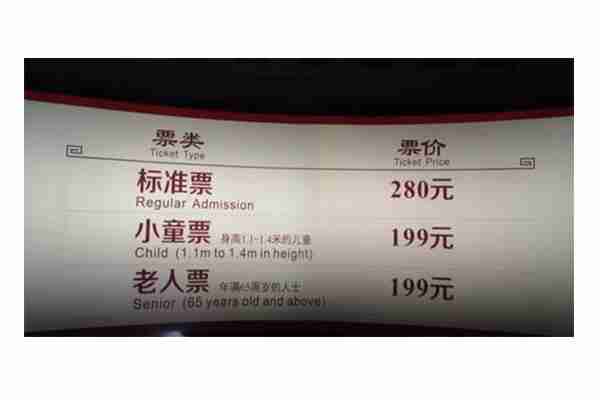 票类 票价
Ticket Type Ticket Price
标准票 280元
Regular Admission
小童票 身高1.1-1.4米的儿童 199元
Child (1.1m to 1.4m in height)
老人票 年满65周岁的人士 199元
Senior (65 years old and above)